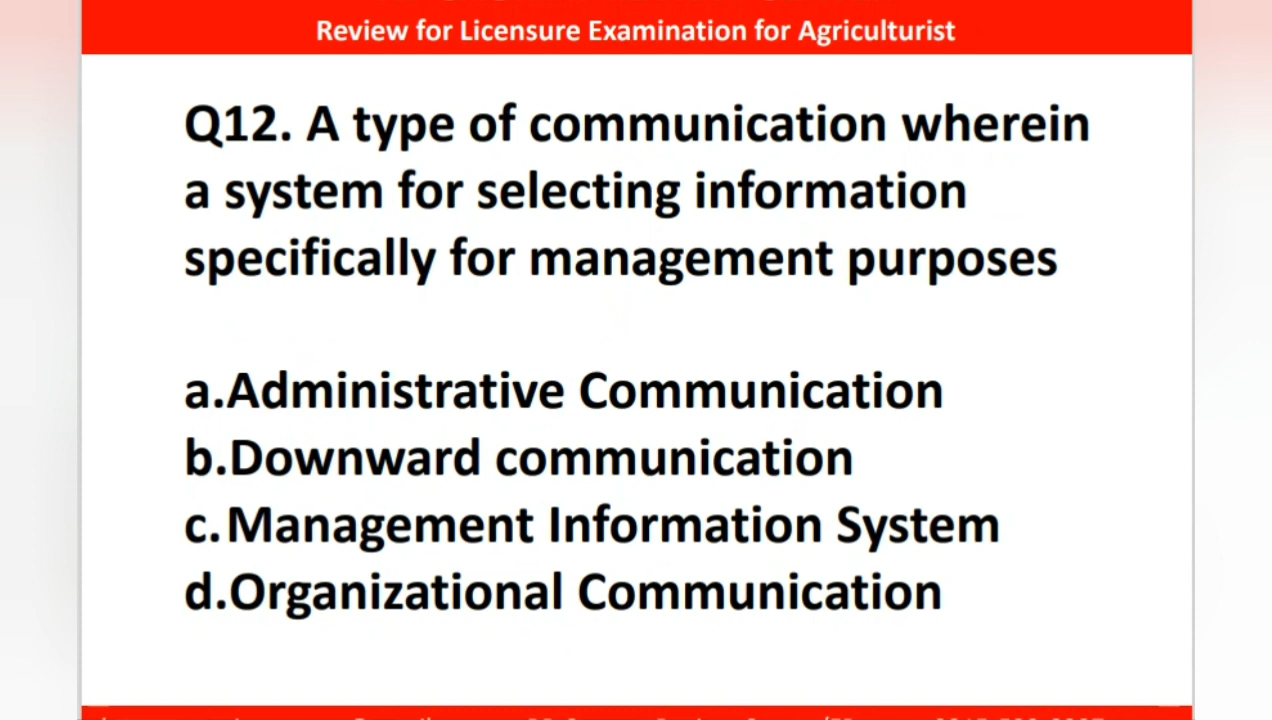 Review for Licensure Examination for Agriculturist
Q12. A type of communication wherein
a system for selecting information
specifically for management purposes
a.Administrative Communication
b.Downward communication
c.Management Information System
d.Organizational Communication